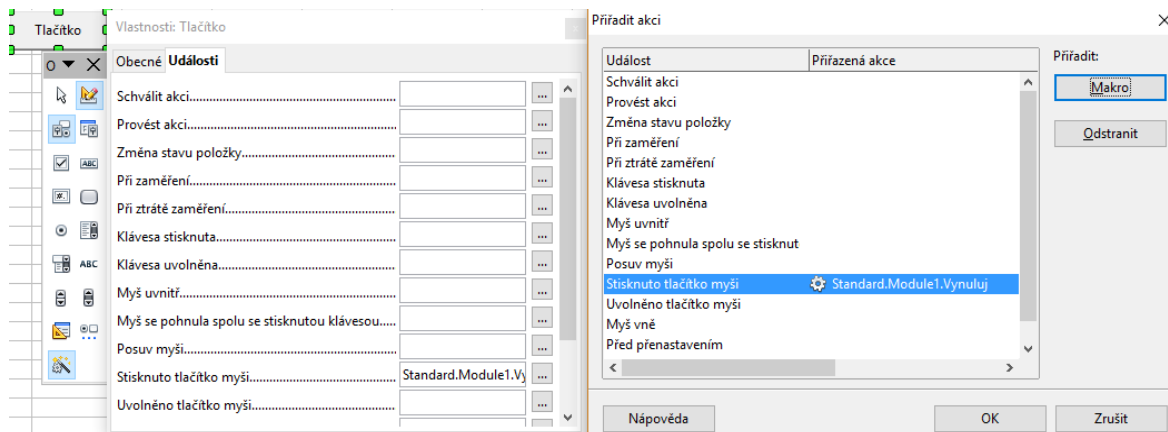 Tlačítko
Vlastnosti: Tlačítko
Obecné Události
Schválit akci
Provést akci
Změna stavu položky
Při zaměření
Při ztrátě zaměření
Klávesa stisknuta
Klávesa uvolněna
Myš uvnitř
Myš se pohnula spolu se stisknutou klávesou
Posuv myši
Stisknuto tlačítko myši Standard.Module1.Vy
Uvolněno tlačítko myši
Přiřadit akci
Událost Přiřazená akce
Schválit akci
Provést akci
Změna stavu položky
Při zaměření
Při ztrátě zaměření
Klávesa stisknuta
Klávesa uvolněna
Myš uvnitř
Myš se pohnula spolu se stisknut
Posuv myši
Stisknuto tlačítko myši Standard.Module1.Vynuluj
Uvolněno tlačítko myši
Myš vně
Před přenastavením
Přiřadit:
Makro
Odstranit
Nápověda OK Zrušit